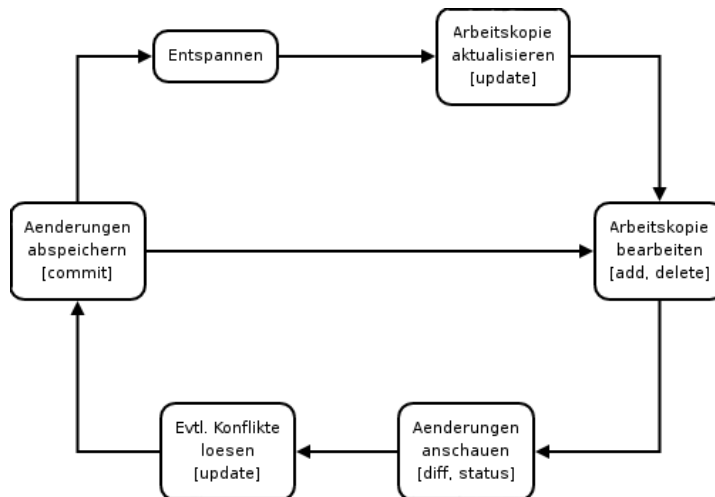 Entspannen
Arbeitskopie
aktualisieren
[update]
Aenderungen
abspeichern
[commit]
Arbeitskopie
bearbeiten
[add, delete]
Evtl. Konflikte
loesen
[update]
Aenderungen
anschauen
[diff, status]